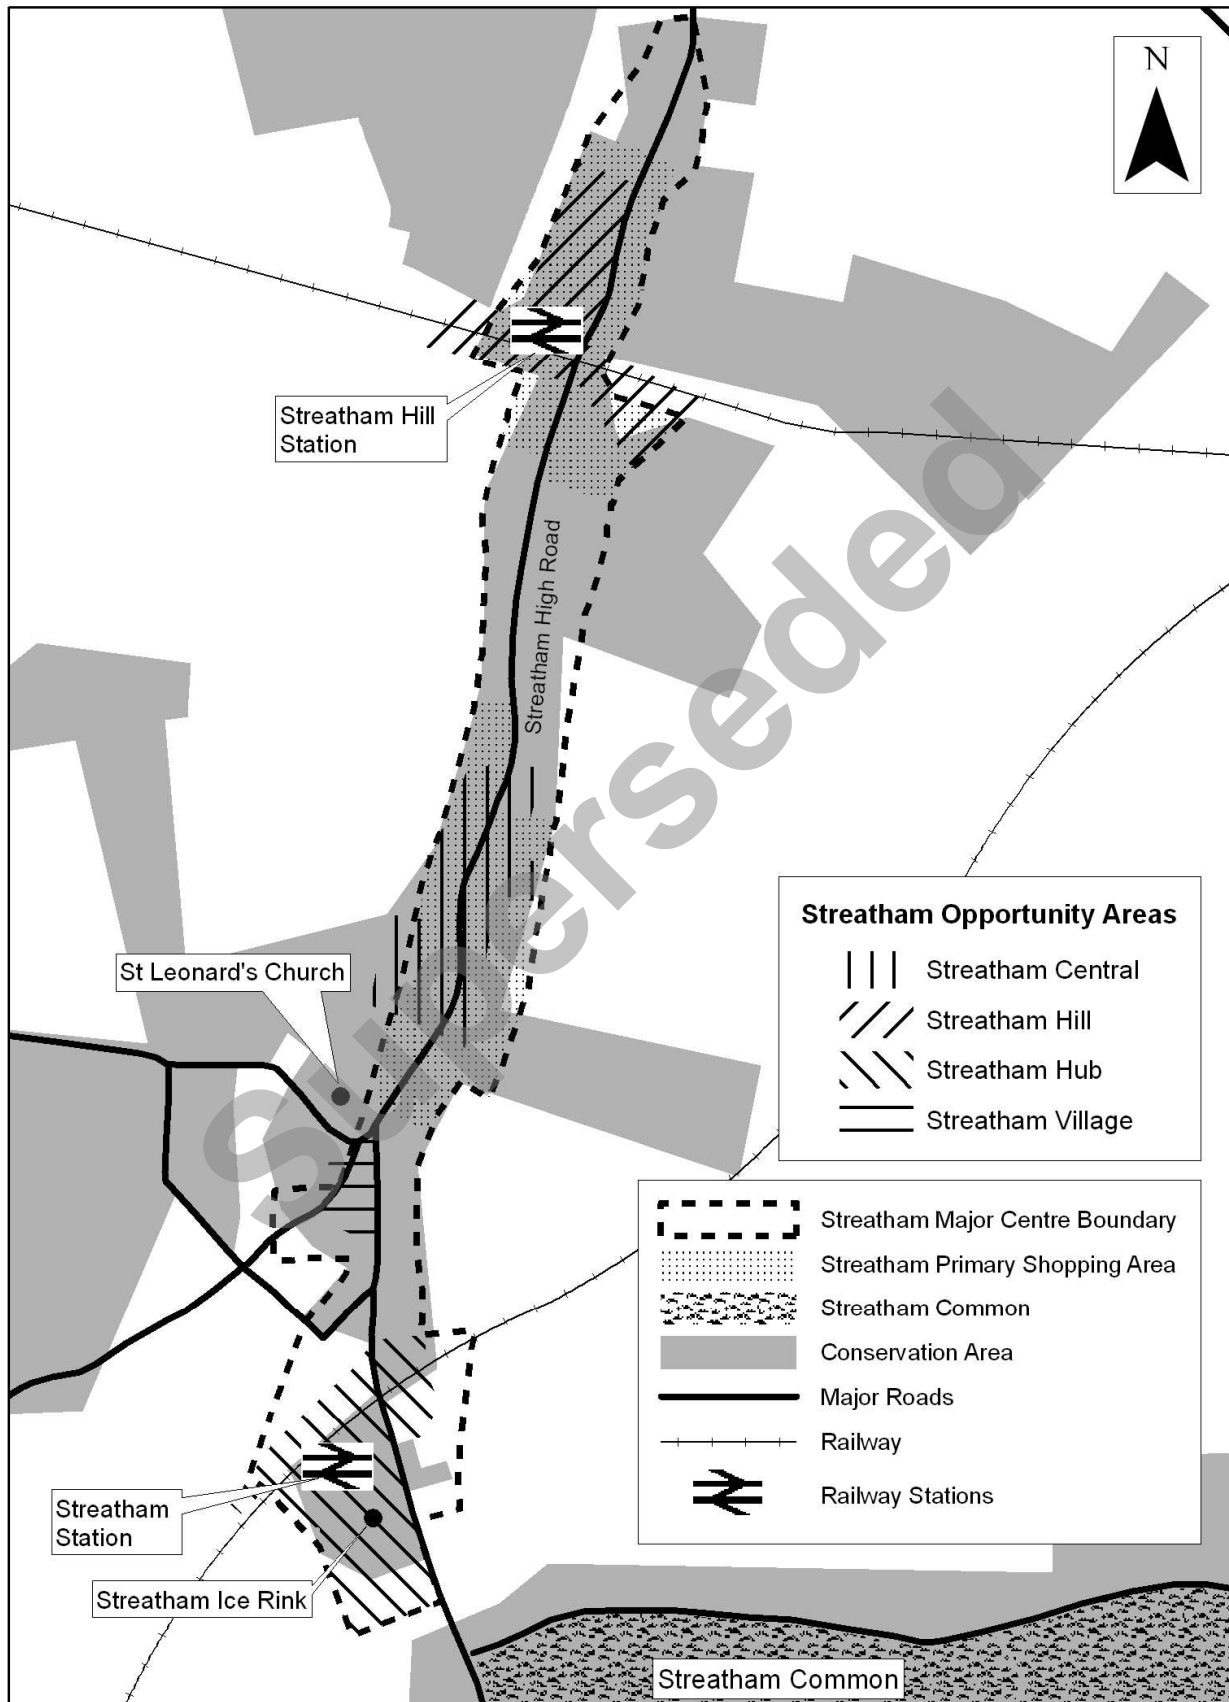 N
Streatham Hill
Station
Streatham High Road
Superseded
St Leonard's Church
Streatham Opportunity Areas
Streatham Central
Streatham Hill
Streatham Hub
Streatham Village
Streatham Major Centre Boundary
Streatham Primary Shopping Area
Streatham Common
Conservation Area
Major Roads
Railway
Railway Stations
Streatham
Station
Streatham Ice Rink
Streatham Common